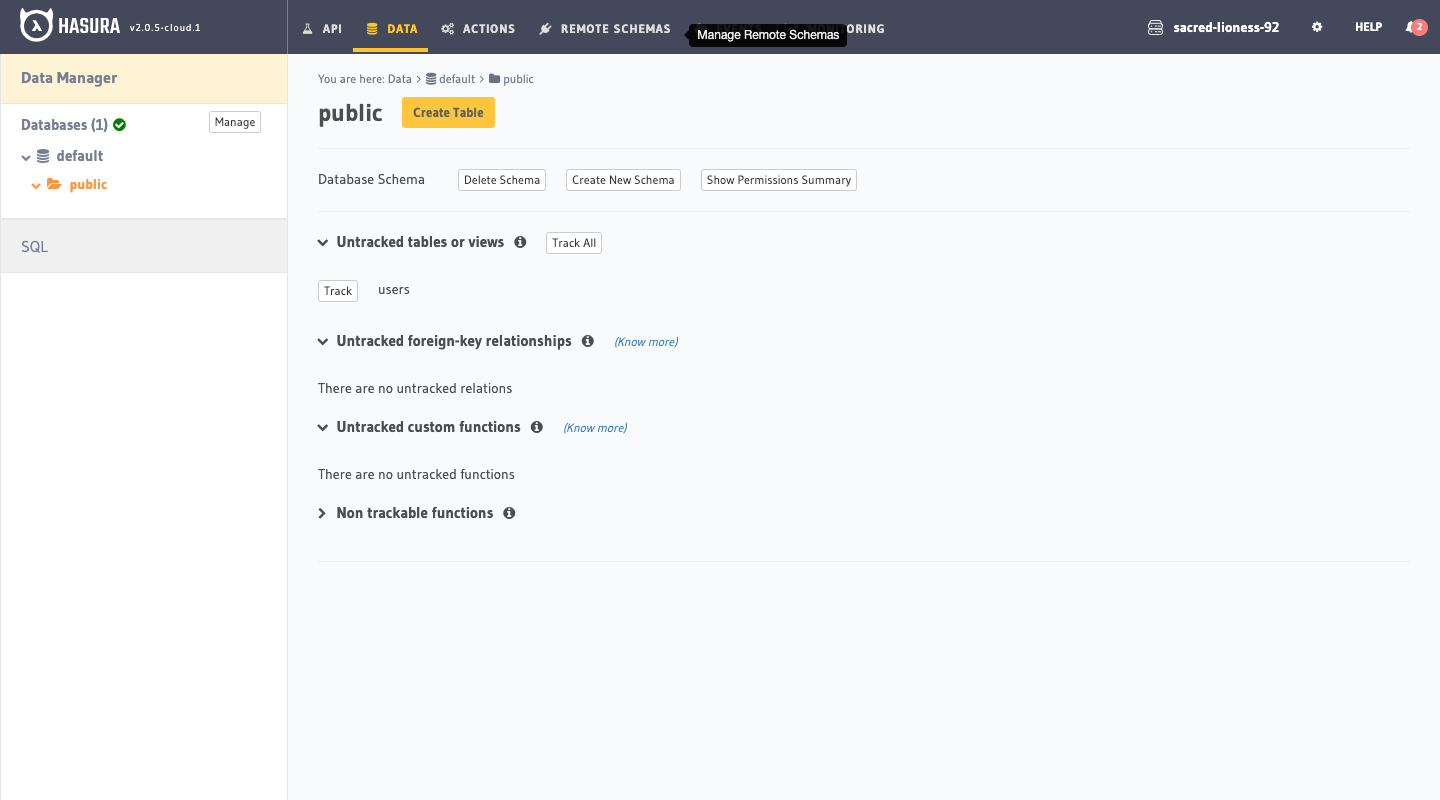 HASURA v2.0.5-cloud.1 API DATA ACTIONS REMOTE SCHEMAS Manage Remote Schemas ORING sacred-lioness-92 HELP 2
Data Manager
Databases (1) Manage
default
public
SQL
You are here: Data > default > public
public Create Table
Database Schema Delete Schema Create New Schema Show Permissions Summary
Untracked tables or views Track All
Track users
Untracked foreign-key relationships (Know more)
There are no untracked relations
Untracked custom functions (Know more)
There are no untracked functions
Non trackable functions